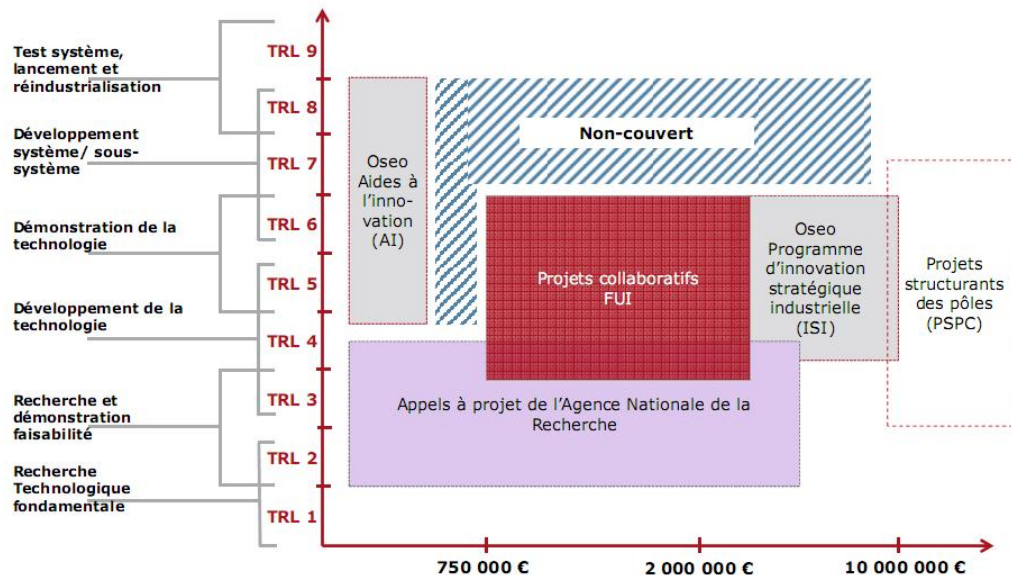 Test système,
lancement et
réindustrialisation
Développement
système/ sous-
système
Démonstration de la
technologie
Développement de la
technologie
Recherche et
démonstration
faisabilité
Recherche
Technologique
fondamentale
TRL 9
TRL 8
TRL 7
TRL 6
TRL 5
TRL 4
TRL 3
TRL 2
TRL 1
Oseo
Aides à
l’inno-
vation
(AI)
Non-couvert
Projets collaboratifs
FUI
Oseo
Programme
d’innovation
stratégique
industrielle
(ISI)
Projets
structurants
des pôles
(PSPC)
Appels à projet de l’Agence Nationale de la
Recherche
750 000 €
2 000 000 €
10 000 000 €